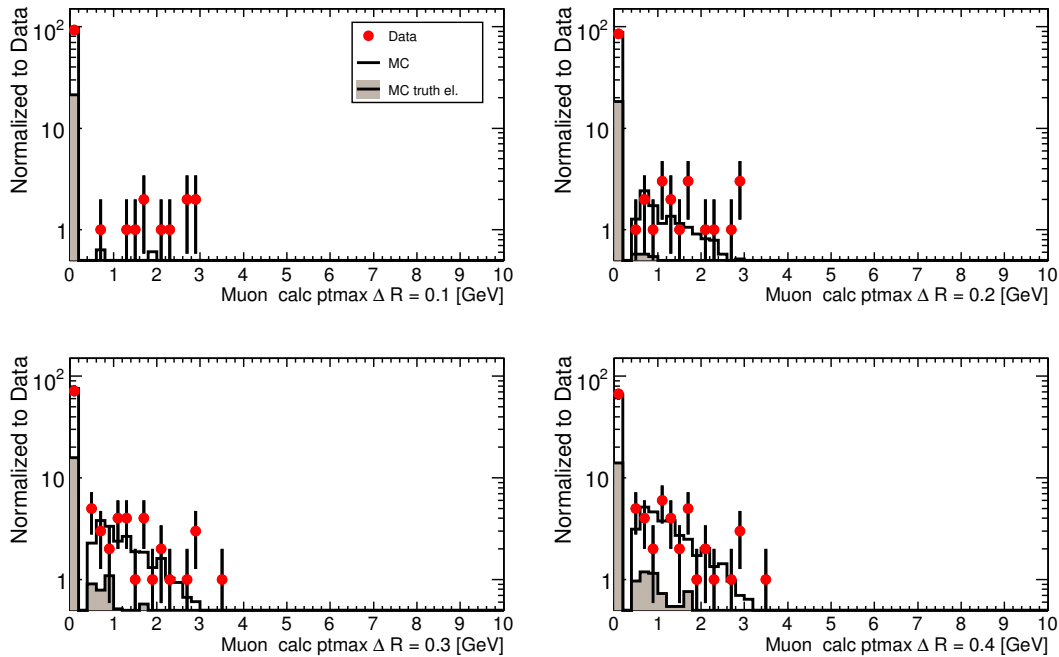 Normalized to Data
10²
10
1
Data
MC
MC truth el.
0 1 2 3 4 5 6 7 8 9 10
Muon calc ptmax Δ R = 0.1 [GeV]
Normalized to Data
10²
10
1
0 1 2 3 4 5 6 7 8 9 10
Muon calc ptmax Δ R = 0.2 [GeV]
Normalized to Data
10²
10
1
0 1 2 3 4 5 6 7 8 9 10
Muon calc ptmax Δ R = 0.3 [GeV]
Normalized to Data
10²
10
1
0 1 2 3 4 5 6 7 8 9 10
Muon calc ptmax Δ R = 0.4 [GeV]